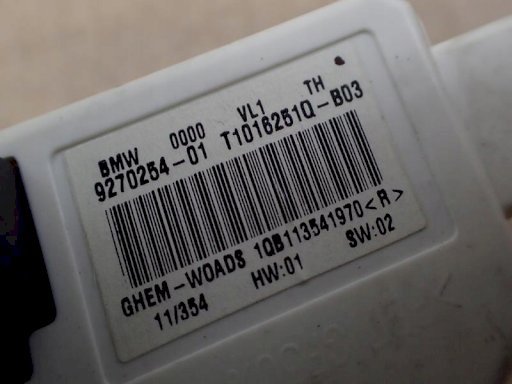 BMW 0000 VL1 TH
9270254-01 T1016251Q-B03
GHEM-WOADS 1QB113541970<R>
11/354 HW:01 SW:02